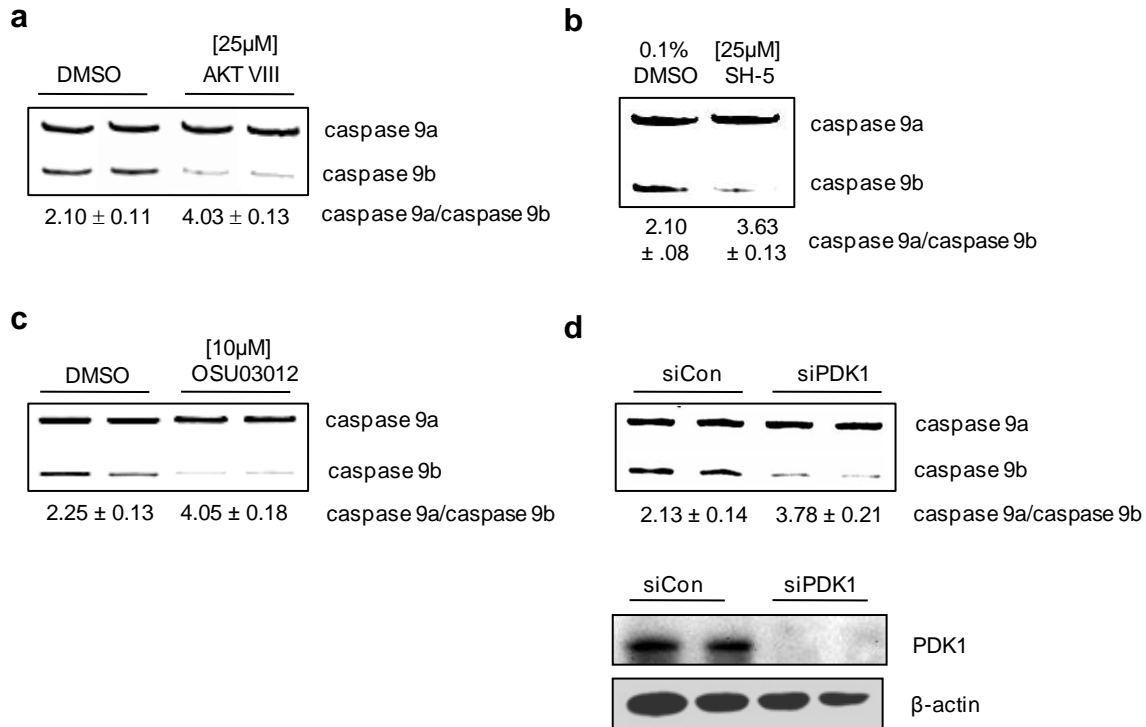 a
[25µM]
DMSO AKT VIII
caspase 9a
caspase 9b
2.10 ± 0.11 4.03 ± 0.13 caspase 9a/caspase 9b
b
0.1% [25µM]
DMSO SH-5
caspase 9a
caspase 9b
2.10 3.63
± .08 ± 0.13 caspase 9a/caspase 9b
c
[10µM]
DMSO OSU03012
caspase 9a
caspase 9b
2.25 ± 0.13 4.05 ± 0.18 caspase 9a/caspase 9b
d
siCon siPDK1
caspase 9a
caspase 9b
2.13 ± 0.14 3.78 ± 0.21 caspase 9a/caspase 9b
siCon siPDK1
PDK1
β-actin